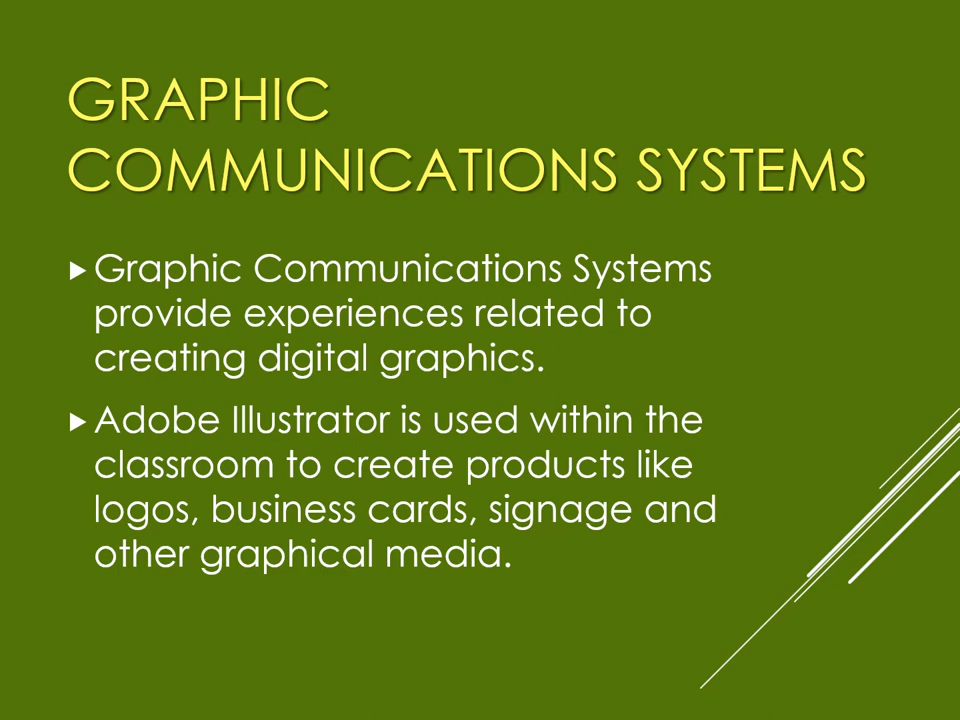 GRAPHIC
COMMUNICATIONS SYSTEMS
Graphic Communications Systems
provide experiences related to
creating digital graphics.
Adobe Illustrator is used within the
classroom to create products like
logos, business cards, signage and
other graphical media.